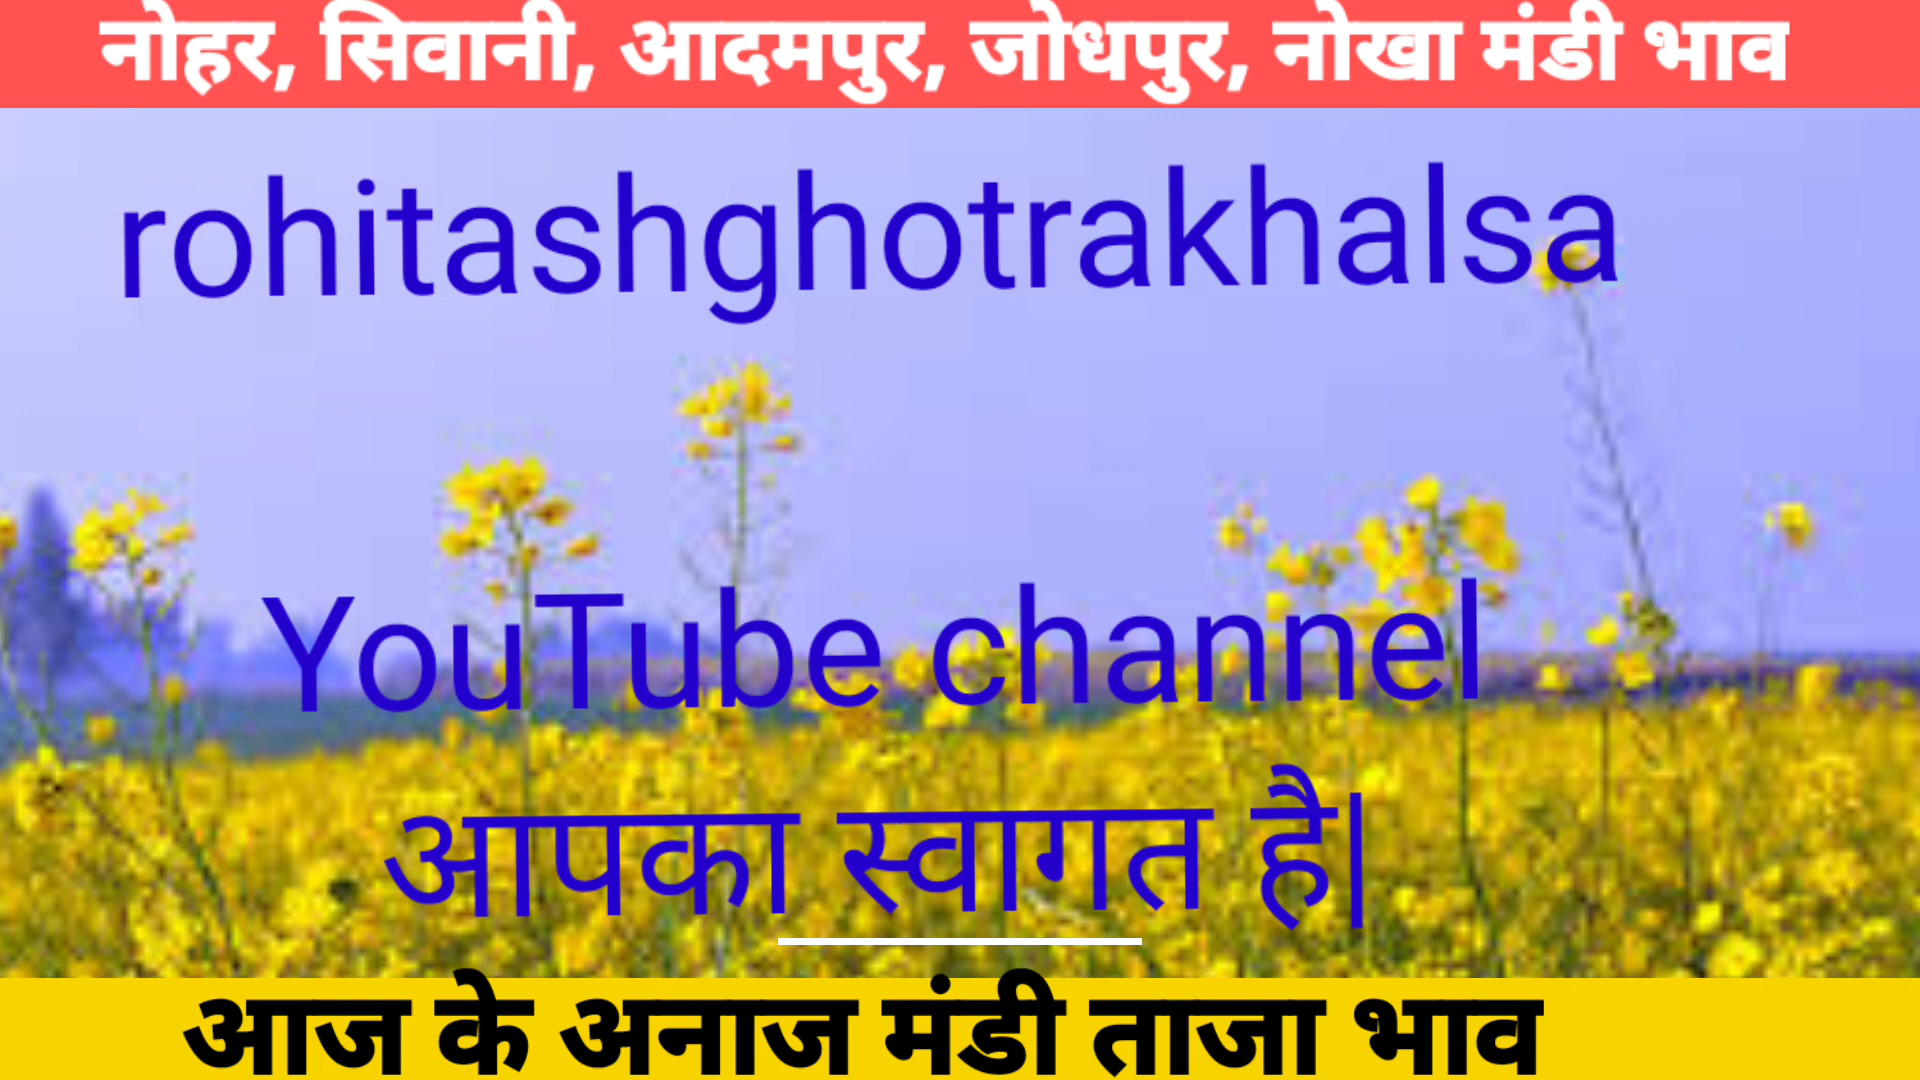 नोहर, सिवानी, आदमपुर, जोधपुर, नोखा मंडी भाव
rohitashghotrakhalsa
YouTube channel
आपका स्वागत है|
आज के अनाज मंडी ताजा भाव